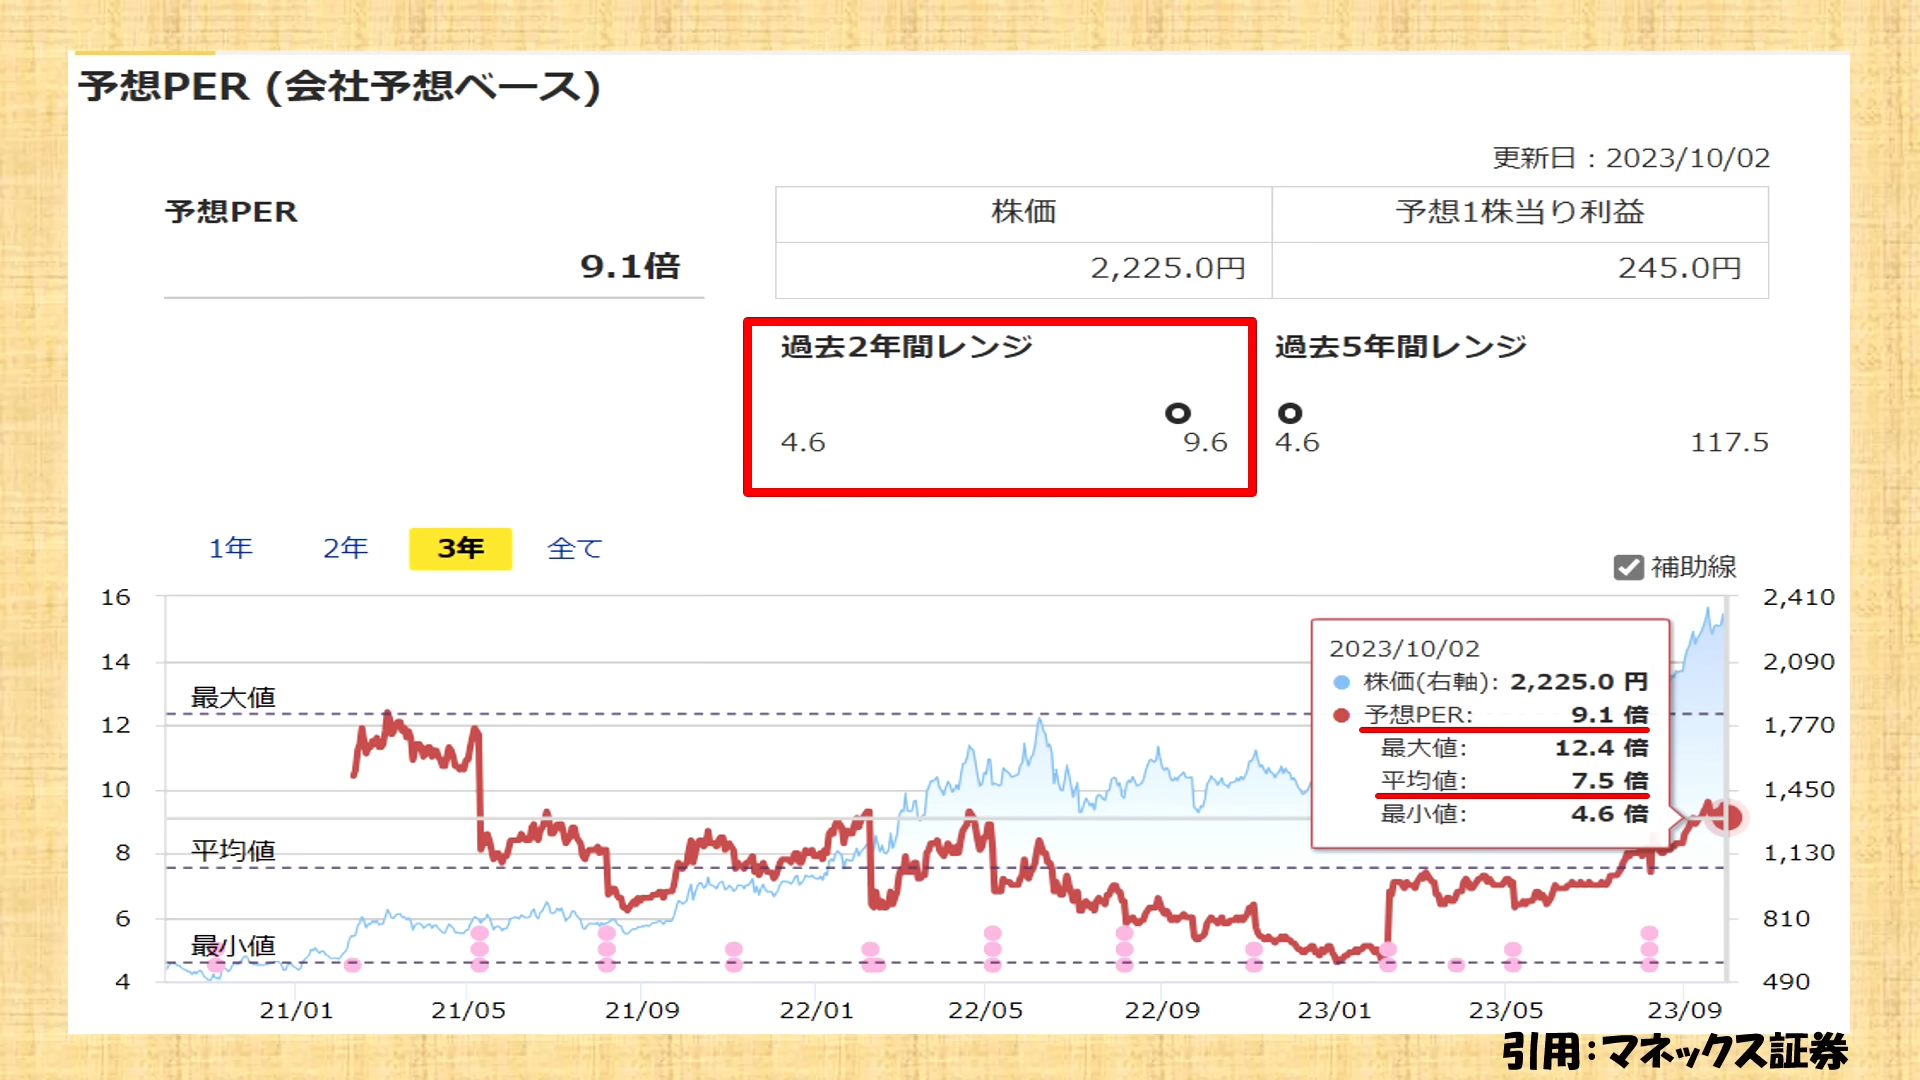 予想PER (会社予想ベース)
更新日：2023/10/02
予想PER
9.1倍
株価 予想1株当り利益
2,225.0円 245.0円
過去2年間レンジ
4.6 9.6
過去5年間レンジ
4.6 117.5
1年 2年 3年 全て
補助線
16
14
12
10
8
6
4
2,410
2,090
1,770
1,450
1,130
810
490
最大値
平均値
最小値
2023/10/02
株価(右軸): 2,225.0 円
予想PER: 9.1 倍
最大値: 12.4 倍
平均値: 7.5 倍
最小値: 4.6 倍
21/01 21/05 21/09 22/01 22/05 22/09 23/01 23/05 23/09
引用：マネックス証券